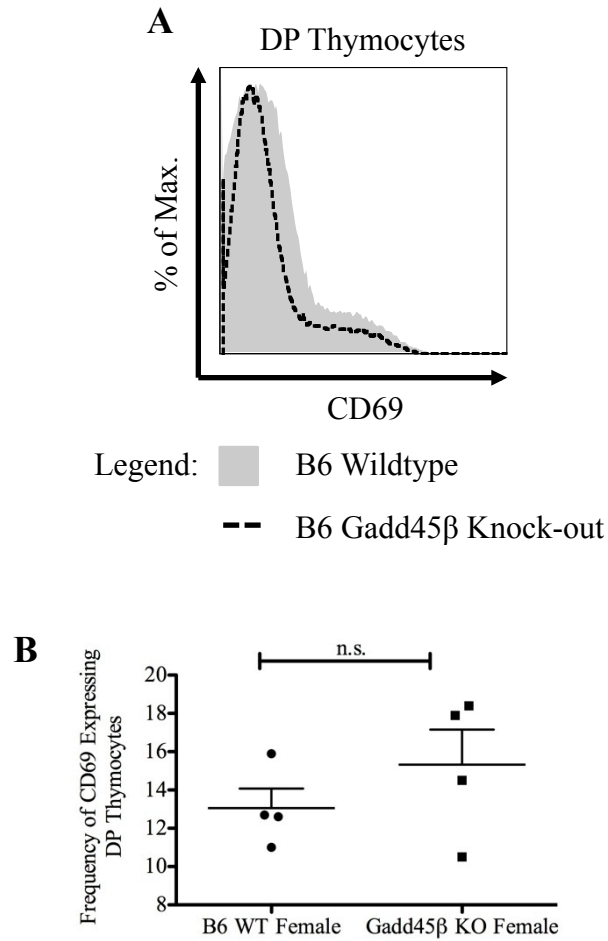 A
DP Thymocytes
% of Max.
CD69
Legend:
B6 Wildtype
B6 Gadd45β Knock-out
B
n.s.
Frequency of CD69 Expressing
DP Thymocytes
20
18
16
14
12
10
8
B6 WT Female
Gadd45β KO Female